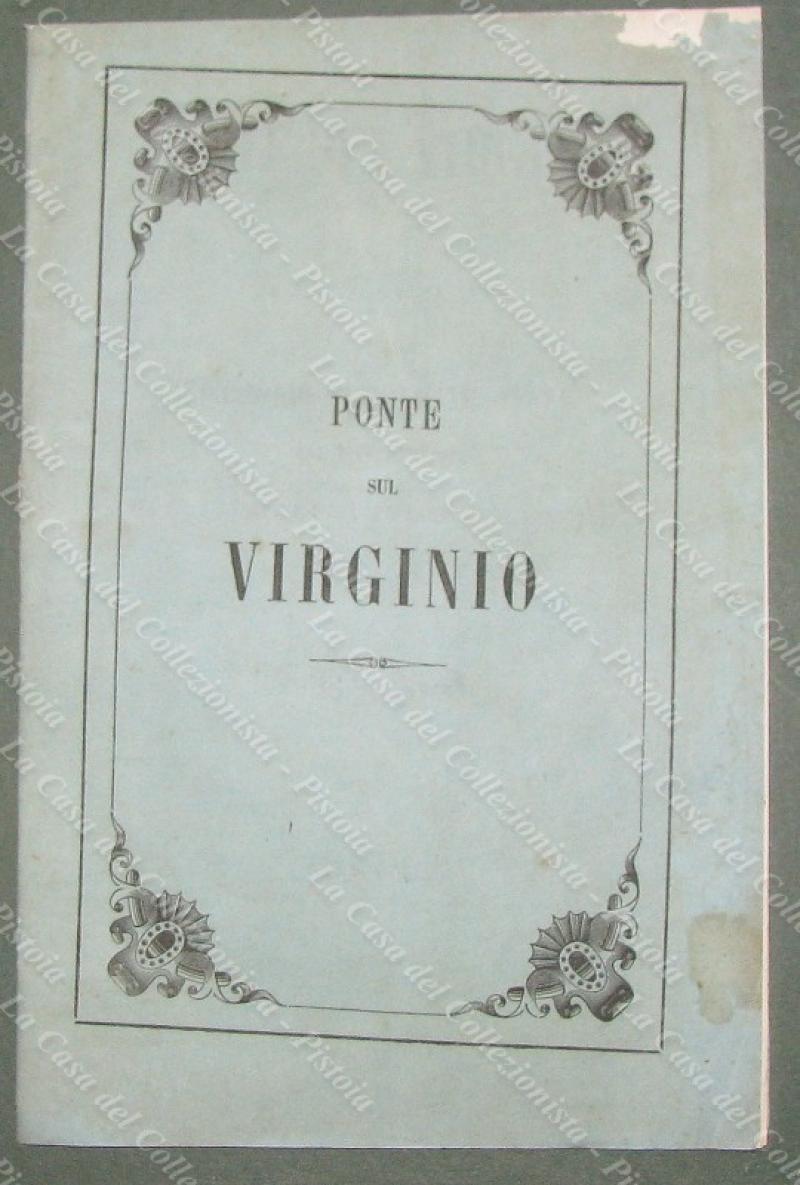 PONTE
SUL
VIRGINIO
La Casa del Collezionista - Pistoia